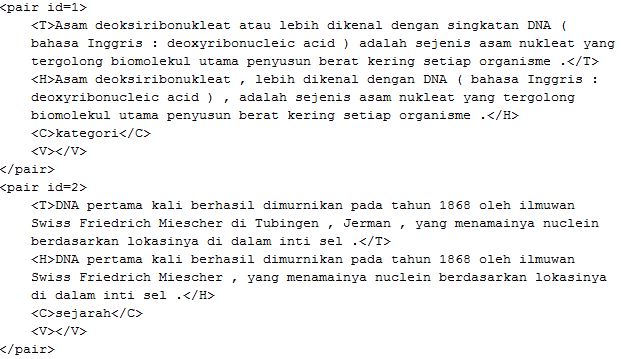 <pair id=1>
<T>Asam deoksiribonukleat atau lebih dikenal dengan singkatan DNA (
bahasa Inggris : deoxyribonucleic acid ) adalah sejenis asam nukleat yang
tergolong biomolekul utama penyusun berat kering setiap organisme .</T>
<H>Asam deoksiribonukleat , lebih dikenal dengan DNA ( bahasa Inggris :
deoxyribonucleic acid ) , adalah sejenis asam nukleat yang tergolong
biomolekul utama penyusun berat kering setiap organisme .</H>
<C>kategori</C>
<V></V>
</pair>
<pair id=2>
<T>DNA pertama kali berhasil dimurnikan pada tahun 1868 oleh ilmuwan
Swiss Friedrich Miescher di Tubingen , Jerman , yang menamainya nuclein
berdasarkan lokasinya di dalam inti sel .</T>
<H>DNA pertama kali berhasil dimurnikan pada tahun 1868 oleh ilmuwan
Swiss Friedrich Miescher , yang menamainya nuclein berdasarkan lokasinya
di dalam inti sel .</H>
<C>sejarah</C>
<V></V>
</pair>